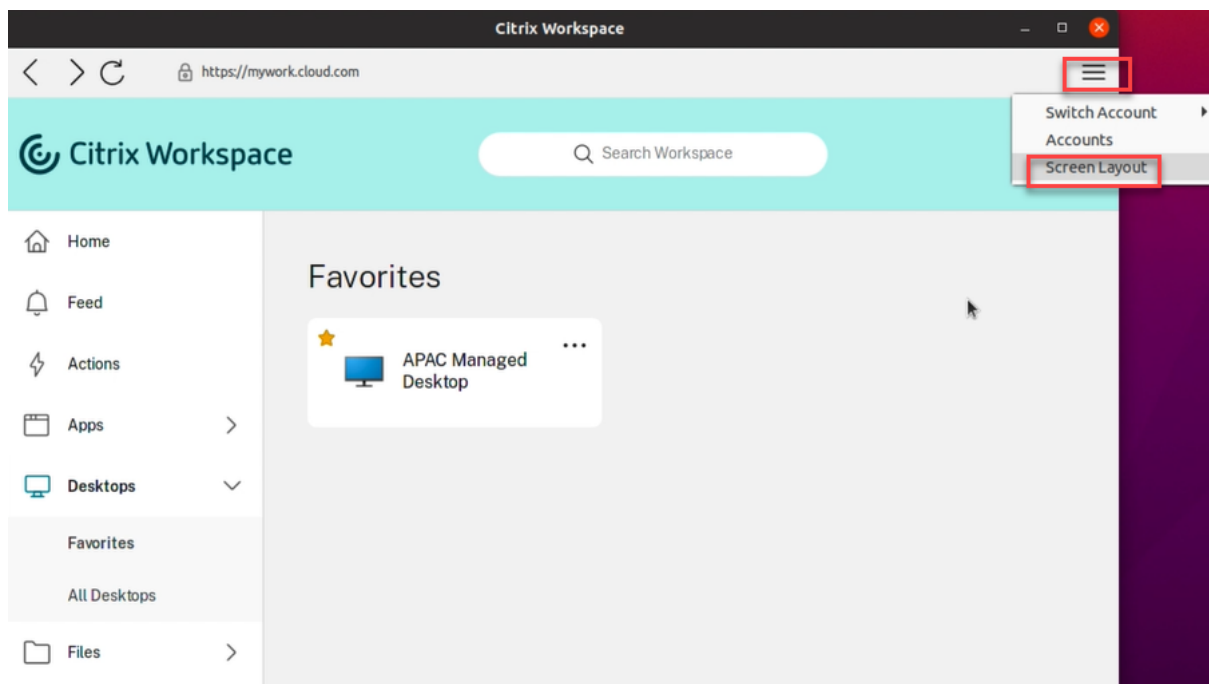 Citrix Workspace
https://mywork.cloud.com
Switch Account
Accounts
Screen Layout
Citrix Workspace
Search Workspace
Home
Feed
Actions
Apps
Desktops
Favorites
All Desktops
Files
Favorites
APAC Managed
Desktop